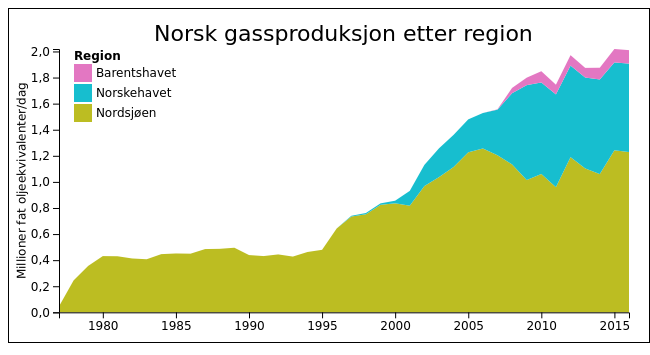 Norsk gassproduksjon etter region
Region
Barentshavet
Norskehavet
Nordsjøen
Millioner fat oljeekvivalenter/dag
2,0
1,8
1,6
1,4
1,2
1,0
0,8
0,6
0,4
0,2
0,0
1980 1985 1990 1995 2000 2005 2010 2015